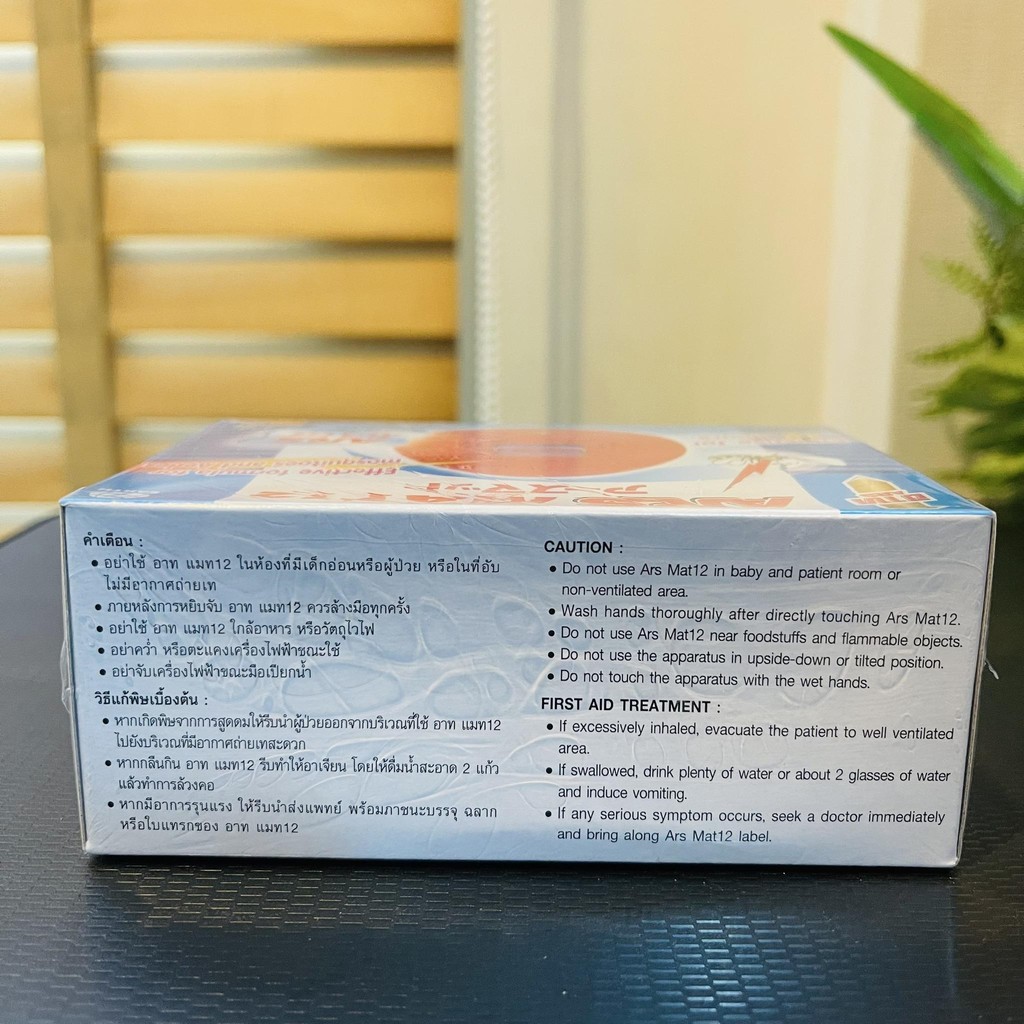 คำเตือน :
• อย่าใช้ อาท แมท12 ในห้องที่มีเด็กอ่อนหรือผู้ป่วย หรือในที่อับ
ไม่มีอากาศถ่ายเท
• ภายหลังการหยิบจับ อาท แมท12 ควรล้างมือทุกครั้ง
• อย่าใช้ อาท แมท12 ใกล้อาหาร หรือวัตถุไวไฟ
• อย่าคว่ำ หรือตะแคงเครื่องไฟฟ้าขณะใช้
• อย่าจับเครื่องไฟฟ้าขณะมือเปียกน้ำ
วิธีแก้พิษเบื้องต้น :
• หากเกิดพิษจากการสูดดมให้รีบนำผู้ป่วยออกจากบริเวณที่ใช้ อาท แมท12
ไปยังบริเวณที่มีอากาศถ่ายเทสะดวก
• หากกลืนกิน อาท แมท12 รีบทำให้อาเจียน โดยให้ดื่มน้ำสะอาด 2 แก้ว
แล้วทำการล้วงคอ
• หากมีอาการรุนแรง ให้รีบนำส่งแพทย์ พร้อมภาชนะบรรจุ ฉลาก
หรือใบแทรกของ อาท แมท12
CAUTION :
• Do not use Ars Mat12 in baby and patient room or
non-ventilated area.
• Wash hands thoroughly after directly touching Ars Mat12.
• Do not use Ars Mat12 near foodstuffs and flammable objects.
• Do not use the apparatus in upside-down or tilted position.
• Do not touch the apparatus with the wet hands.
FIRST AID TREATMENT :
• If excessively inhaled, evacuate the patient to well ventilated
area.
• If swallowed, drink plenty of water or about 2 glasses of water
and induce vomiting.
• If any serious symptom occurs, seek a doctor immediately
and bring along Ars Mat12 label.